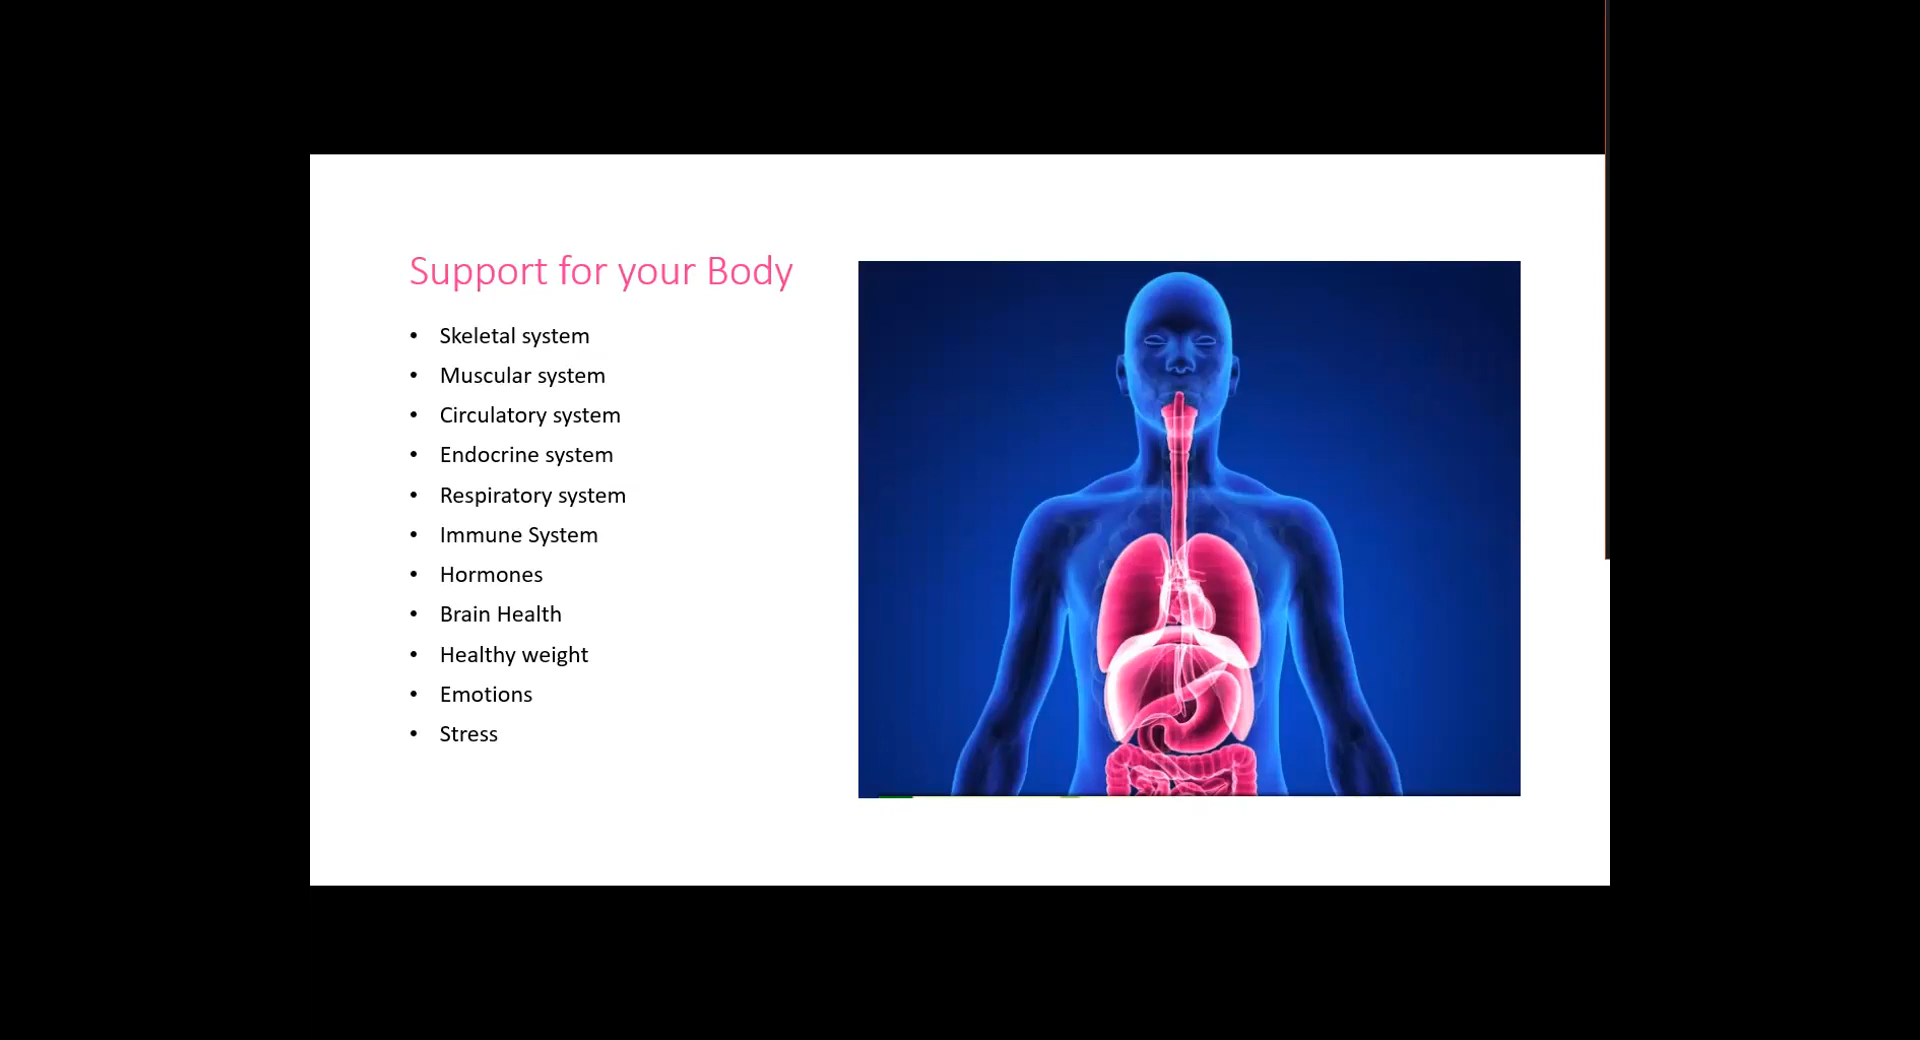 Support for your Body
• Skeletal system
• Muscular system
• Circulatory system
• Endocrine system
• Respiratory system
• Immune System
• Hormones
• Brain Health
• Healthy weight
• Emotions
• Stress